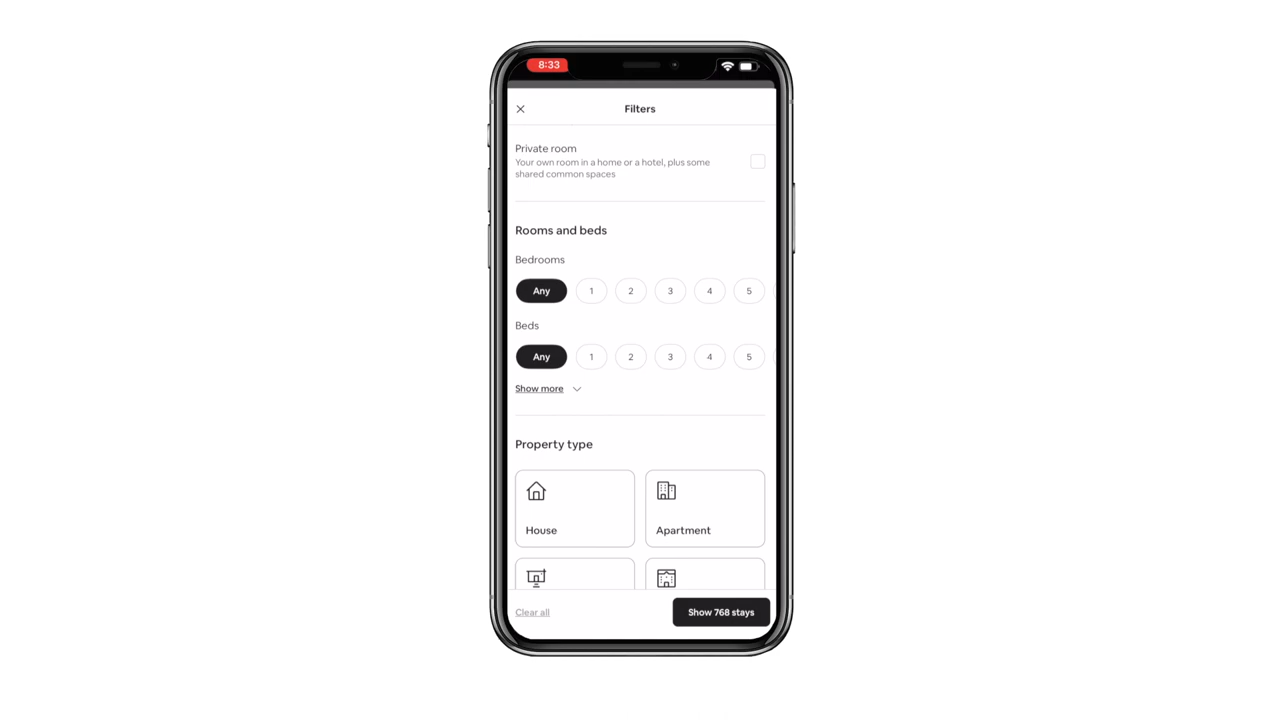 8:33
Filters
Private room
Your own room in a home or a hotel, plus some
shared common spaces
Rooms and beds
Bedrooms
Any 1 2 3 4 5
Beds
Any 1 2 3 4 5
Show more
Property type
House Apartment
Clear all Show 768 stays